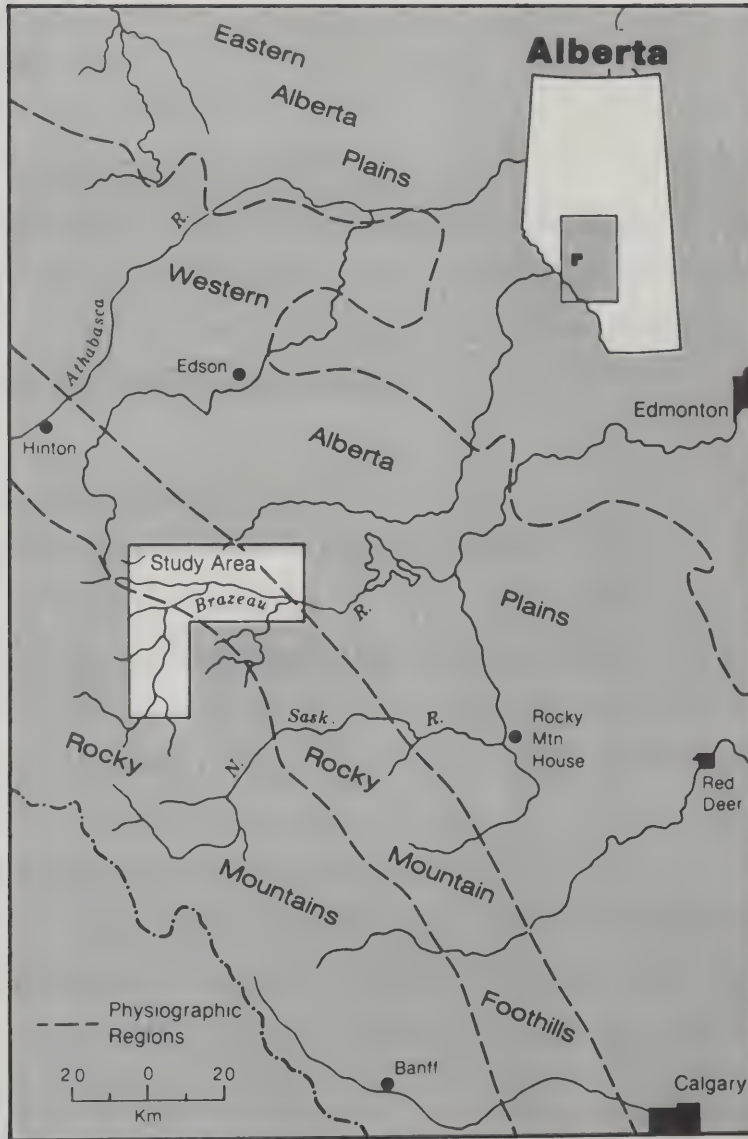 Eastern
Alberta
Plains
Alberta
Athabasca R.
Western
Edson
Hinton
Edmonton
Alberta
Study Area
Brazeau R.
Plains
N. Sask. R.
Rocky
Mtn
House
Rocky
Mountains
Rocky
Mountain
Foothills
Red
Deer
Physiographic
Regions
20 0 20
Km
Banff
Calgary